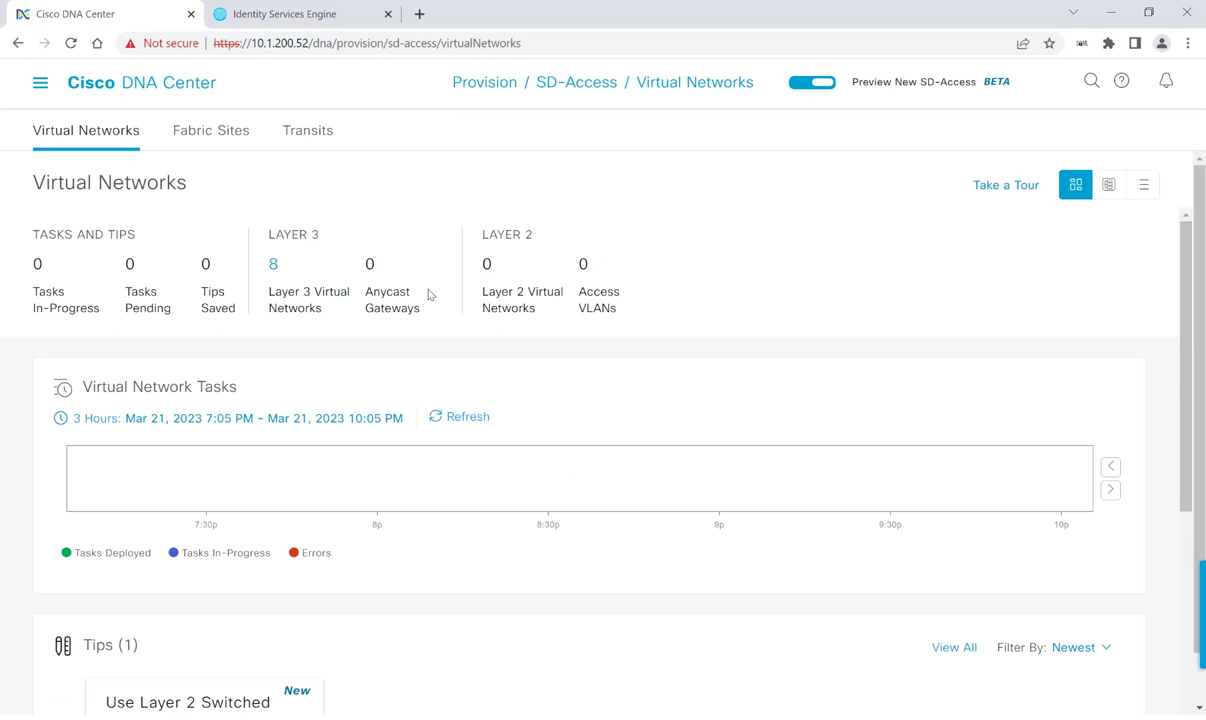 Cisco DNA Center
Identity Services Engine
Not secure | https://10.1.200.52/dna/provision/sd-access/virtualNetworks
Cisco DNA Center
Provision / SD-Access / Virtual Networks
Preview New SD-Access BETA
Virtual Networks
Fabric Sites
Transits
Virtual Networks
Take a Tour
TASKS AND TIPS
LAYER 3
LAYER 2
0 0 0 8 0 0 0
Tasks In-Progress
Tasks Pending
Tips Saved
Layer 3 Virtual Networks
Anycast Gateways
Layer 2 Virtual Networks
Access VLANs
Virtual Network Tasks
3 Hours: Mar 21, 2023 7:05 PM - Mar 21, 2023 10:05 PM
Refresh
7:30p 8p 8:30p 9p 9:30p 10p
Tasks Deployed Tasks In-Progress Errors
Tips (1)
View All
Filter By: Newest
New
Use Layer 2 Switched